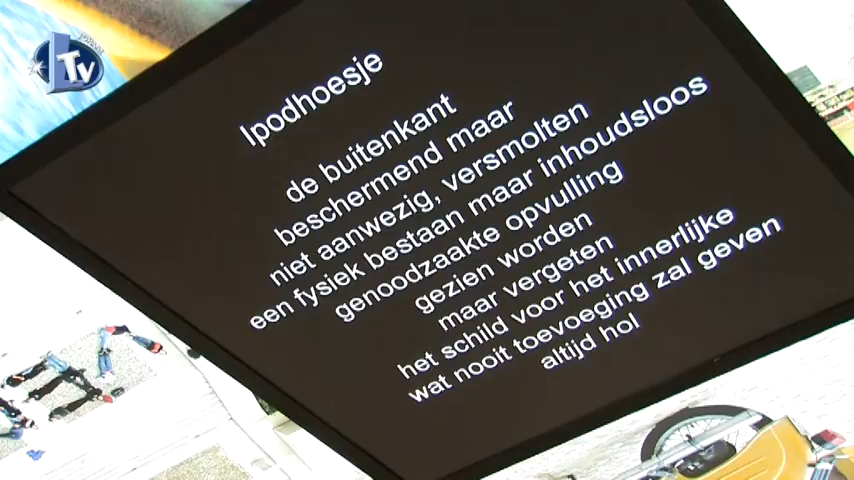 LTV
Ipodhoesje
de buitenkant
beschermend maar
niet aanwezig, versmolten
een fysiek bestaan maar inhoudsloos
genoodzaakte opvulling
gezien worden
maar vergeten
het schild voor het innerlijke
wat nooit toevoeging zal geven
altijd hol